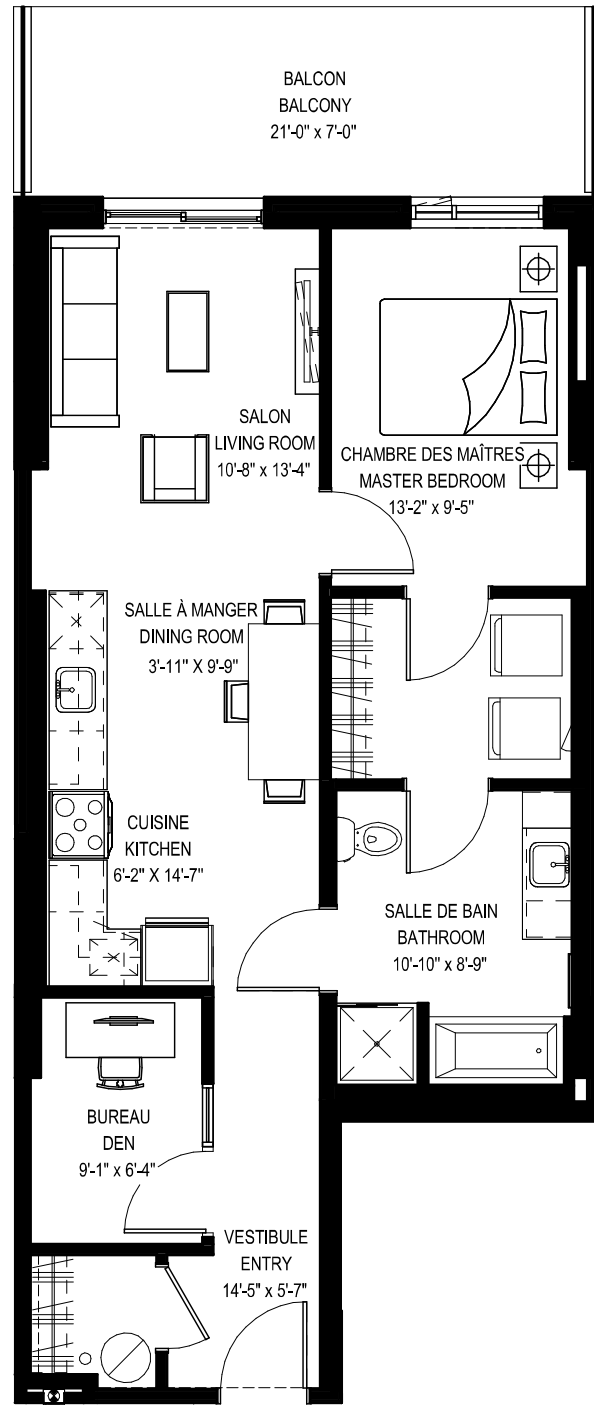 BALCON
BALCONY
21'-0" x 7'-0"
SALON
LIVING ROOM
10'-8" x 13'-4"
CHAMBRE DES MAÎTRES
MASTER BEDROOM
13'-2" x 9'-5"
SALLE À MANGER
DINING ROOM
3'-11" X 9'-9"
CUISINE
KITCHEN
6'-2" X 14'-7"
SALLE DE BAIN
BATHROOM
10'-10" x 8'-9"
BUREAU
DEN
9'-1" x 6'-4"
VESTIBULE
ENTRY
14'-5" x 5'-7"